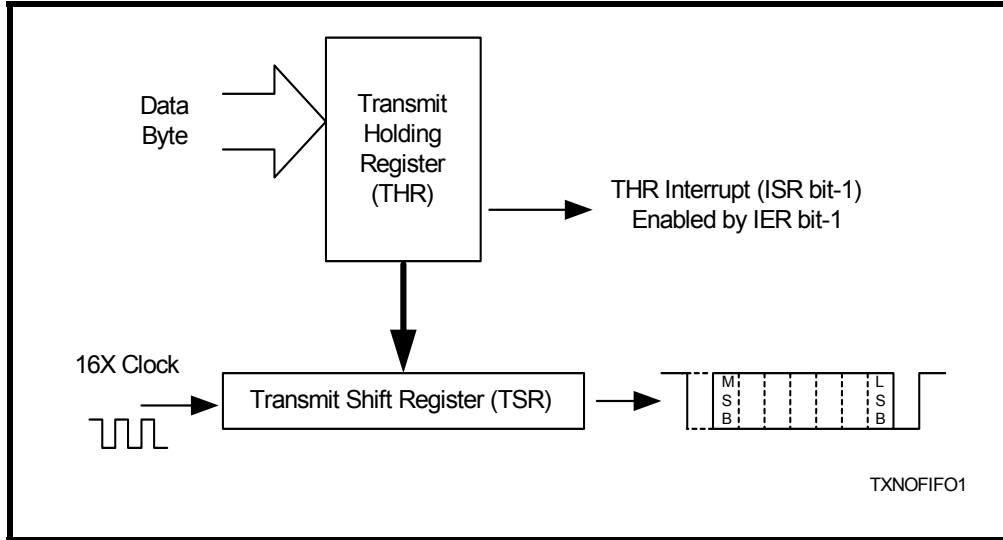 Data
Byte
Transmit
Holding
Register
(THR)
THR Interrupt (ISR bit-1)
Enabled by IER bit-1
16X Clock
Transmit Shift Register (TSR)
M
S
B
L
S
B
TXNOFIFO1